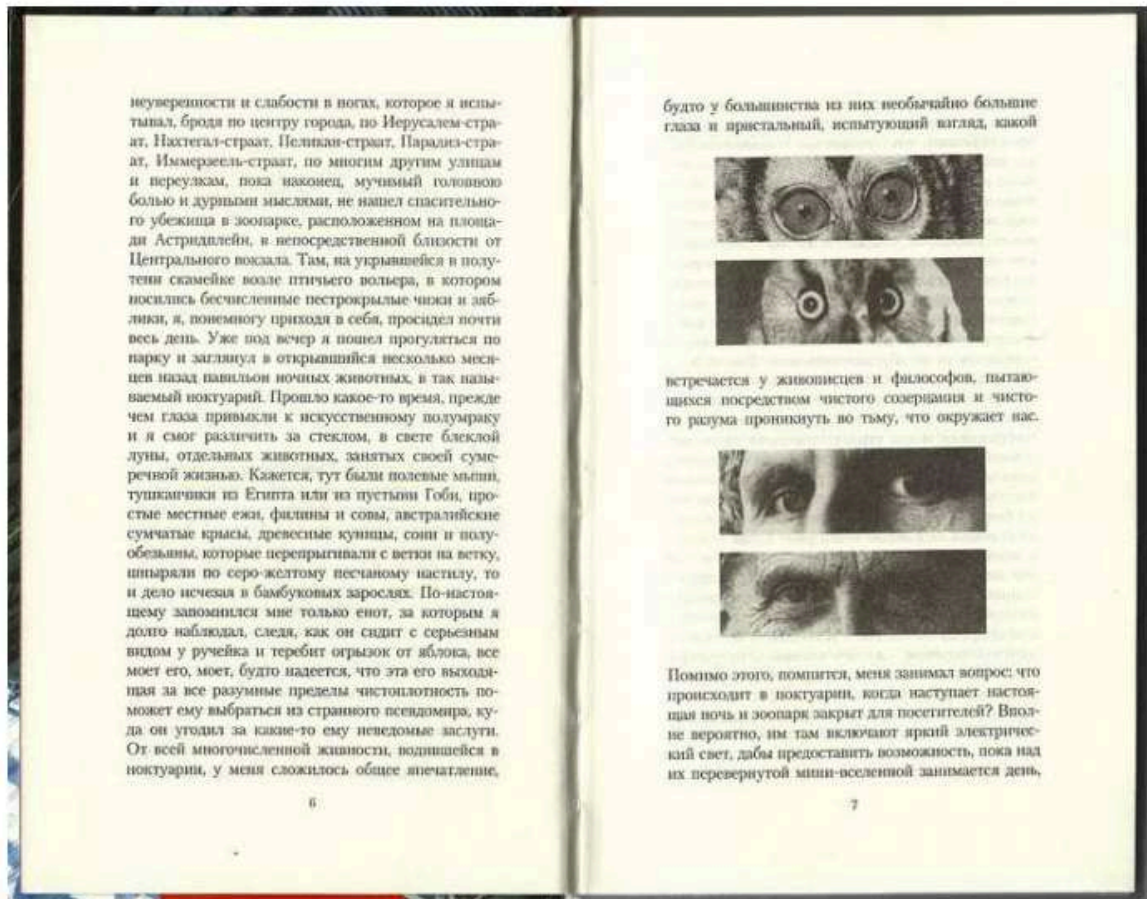 неуверенности и слабости в ногах, которое я испы-
тывал, бродя по центру города, по Иерусалем-стра-
ат, Нахтегал-страат, Пеликан-страат, Парадиз-стра-
ат, Иммерзеель-страат, по многим другим улицам
и переулкам, пока наконец, мучимый головною
болью и дурными мыслями, не нашел спасительно-
го убежища в зоопарке, расположенном на площа-
ди Астридплейн, в непосредственной близости от
Центрального вокзала. Там, на укрывшейся в полу-
тени скамейке возле птичьего вольера, в котором
носились бесчисленные пестрокрылые чижи и зяб-
лики, я, понемногу приходя в себя, просидел почти
весь день. Уже под вечер я пошел прогуляться по
парку и заглянул в открывшийся несколько меся-
цев назад павильон ночных животных, в так назы-
ваемый ноктуарий. Прошло какое-то время, прежде
чем глаза привыкли к искусственному полумраку
и я смог различить за стеклом, в свете блеклой
луны, отдельных животных, занятых своей суме-
речной жизнью. Кажется, тут были полевые мыши,
тушканчики из Египта или из пустыни Гоби, про-
стые местные ежи, филины и совы, австралийские
сумчатые крысы, древесные куницы, сони и полу-
обезьяны, которые перепрыгивали с ветки на ветку,
шныряли по серо-желтому песчаному настилу, то
и дело исчезая в бамбуковых зарослях. По-настоя-
щему запомнился мне только енот, за которым я
долго наблюдал, следя, как он сидит с серьезным
видом у ручейка и теребит огрызок от яблока, все
моет его, моет, будто надеется, что эта его выходя-
щая за все разумные пределы чистоплотность по-
может ему выбраться из странного псевдомира, ку-
да он угодил за какие-то ему неведомые заслуги.
От всей многочисленной живности, водившейся в
ноктуарии, у меня сложилось общее впечатление,
6
будто у большинства из них необычайно большие
глаза и пристальный, испытующий взгляд, какой
встречается у живописцев и философов, пытаю-
щихся посредством чистого созерцания и чисто-
го разума проникнуть во тьму, что окружает нас.
Помимо этого, помнится, меня занимал вопрос: что
происходит в ноктуарии, когда наступает настоя-
щая ночь и зоопарк закрыт для посетителей? Впол-
не вероятно, им там включают яркий электричес-
кий свет, дабы предоставить возможность, пока над
их перевернутой мини-вселенной занимается день,
7